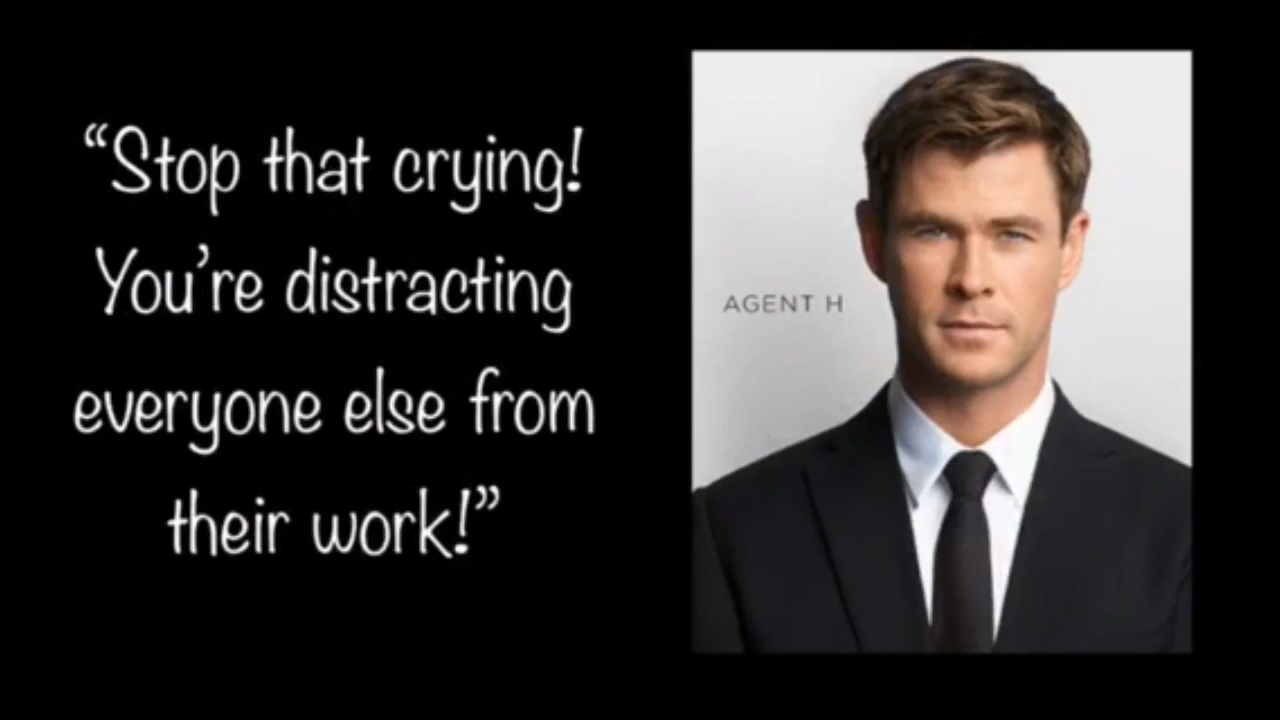 “Stop that crying!
You’re distracting
everyone else from
their work!”
AGENT H